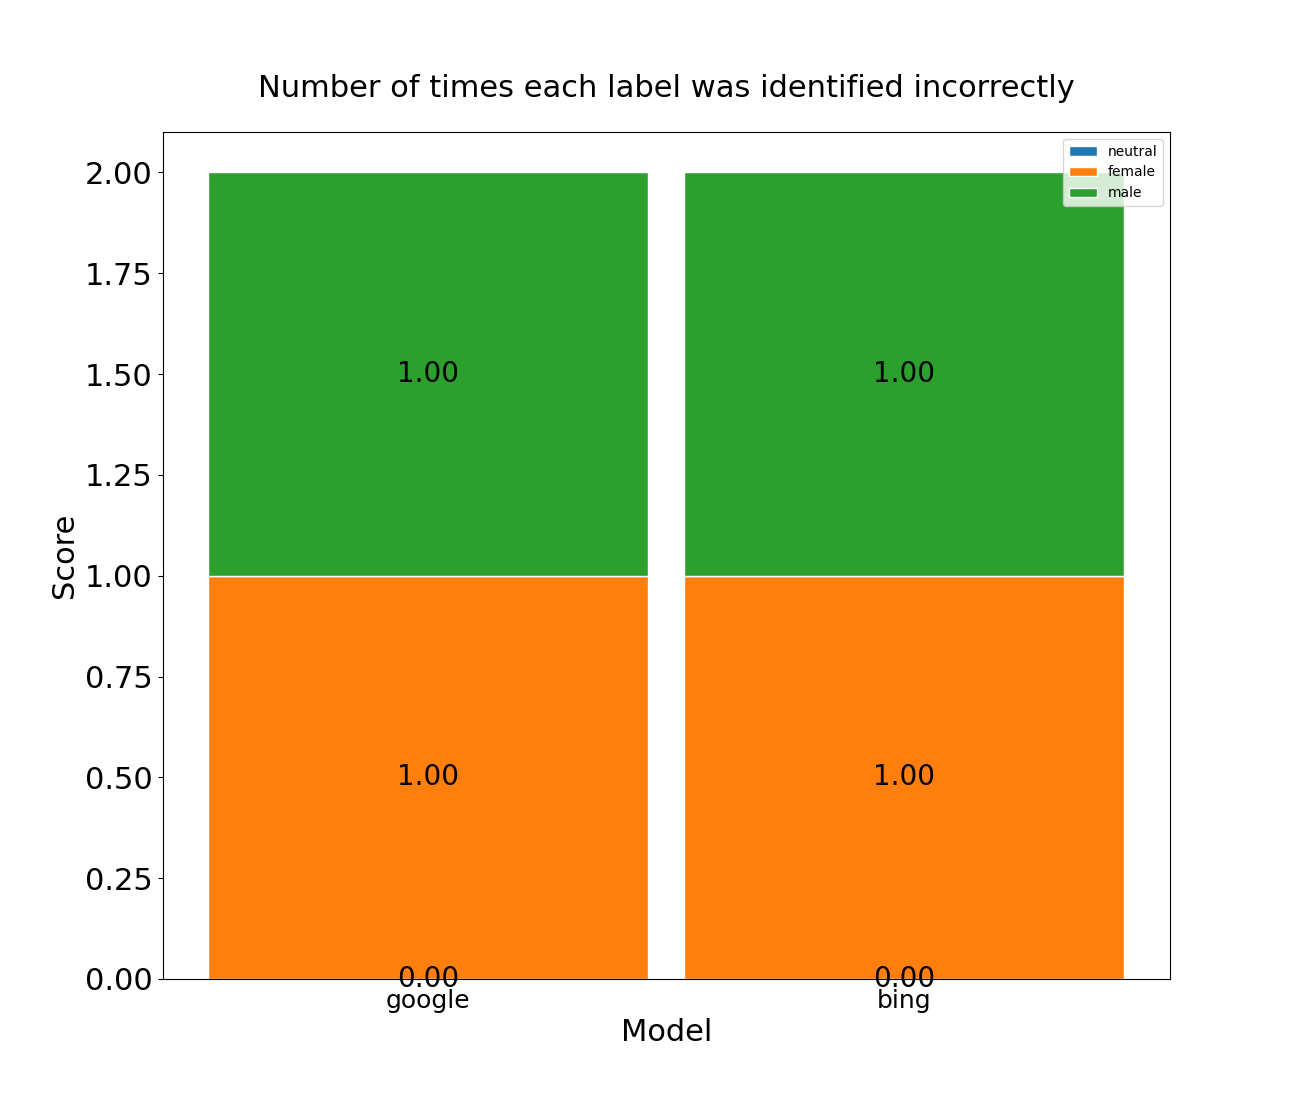 Number of times each label was identified incorrectly
neutral
female
male
2.00
1.75
1.50
1.25
1.00
0.75
0.50
0.25
0.00
Score
1.00
1.00
1.00
1.00
0.00
0.00
google
bing
Model